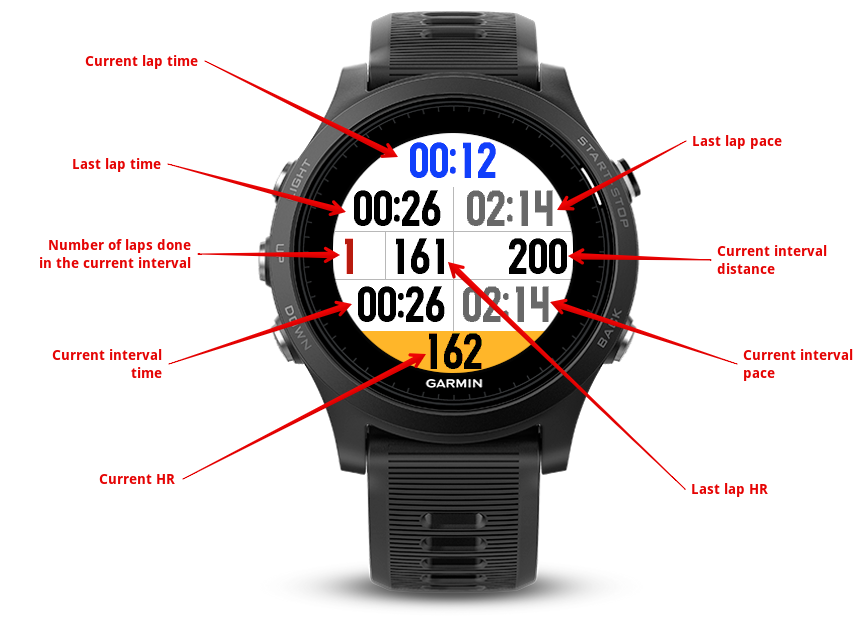 Current lap time
Last lap pace
Last lap time
Number of laps done
in the current interval
Current interval
distance
Current interval
time
Current interval
pace
Current HR
Last lap HR
START STOP
LIGHT
UP
DOWN
BACK
00:12
00:26 02:14
1 161 200
00:26 02:14
162
GARMIN